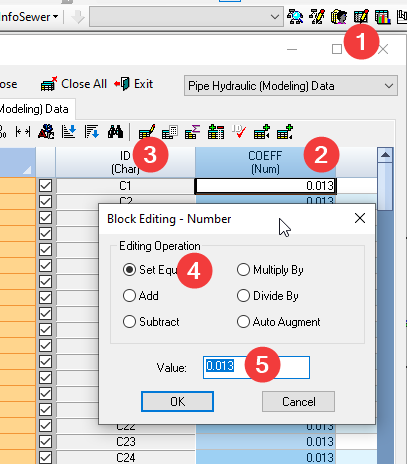 InfoSewer
1
ose
Close All
Exit
Pipe Hydraulic (Modeling) Data
Modeling) Data
ID
(Char)
3
COEFF
(Num)
2
C1
0.013
C2
0.013
Block Editing - Number
Editing Operation
Set Equ
4
Multiply By
Add
Divide By
Subtract
Auto Augment
Value:
0.013
5
OK
Cancel
C22
0.013
C23
0.013
C24
0.013